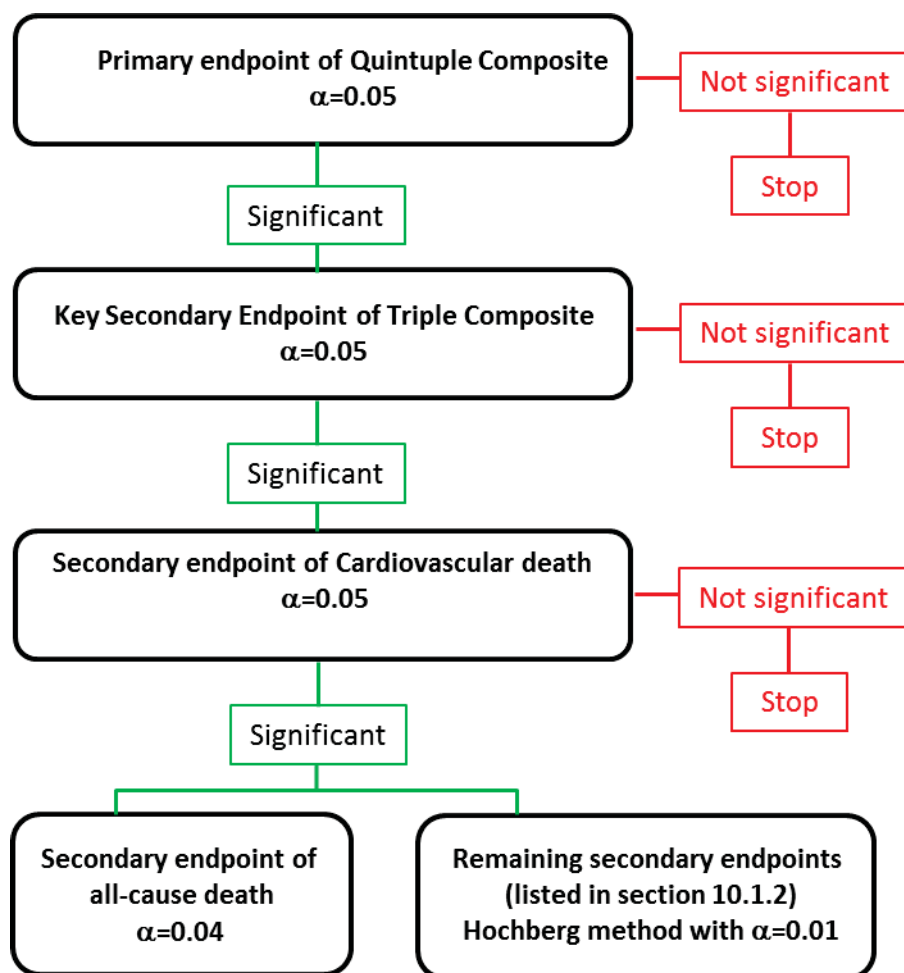 Primary endpoint of Quintuple Composite
α=0.05
Not significant
Stop
Significant
Key Secondary Endpoint of Triple Composite
α=0.05
Not significant
Stop
Significant
Secondary endpoint of Cardiovascular death
α=0.05
Not significant
Stop
Significant
Secondary endpoint of
all-cause death
α=0.04
Remaining secondary endpoints
(listed in section 10.1.2)
Hochberg method with α=0.01